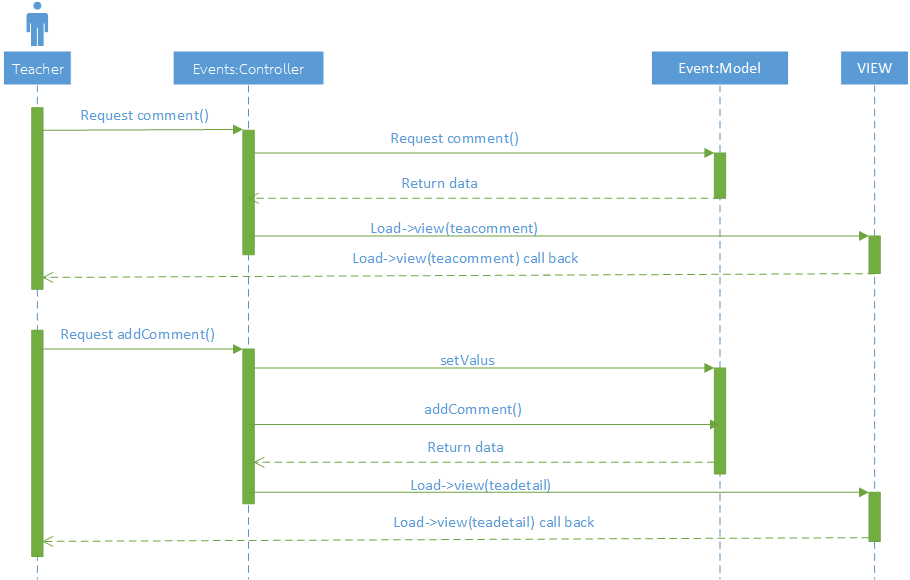 Teacher
Events:Controller
Event:Model
VIEW
Request comment()
Request comment()
Return data
Load->view(teacomment)
Load->view(teacomment) call back
Request addComment()
setValus
addComment()
Return data
Load->view(teadetail)
Load->view(teadetail) call back